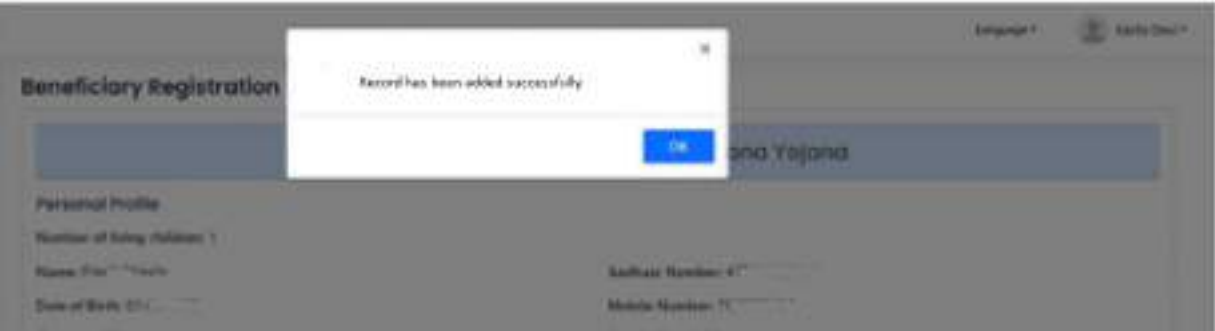 Language
Record has been added successfully
Beneficiary Registration
Ok
Yojana
Personal Profile
Number of living children: 1
Name:
Aadhaar Number:
Date of Birth:
Mobile Number: